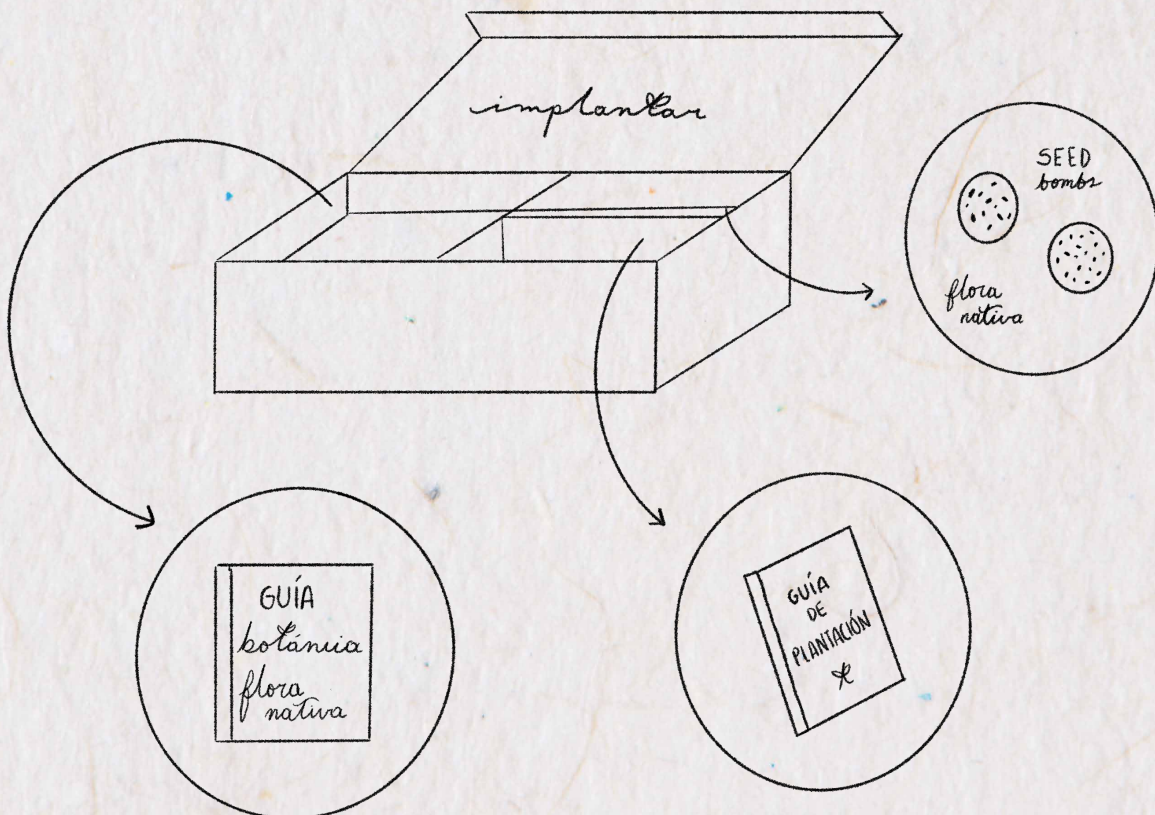 implantar
SEED
bombs
flora
nativa
GUÍA
botánica
flora
nativa
GUÍA
DE
PLANTACIÓN